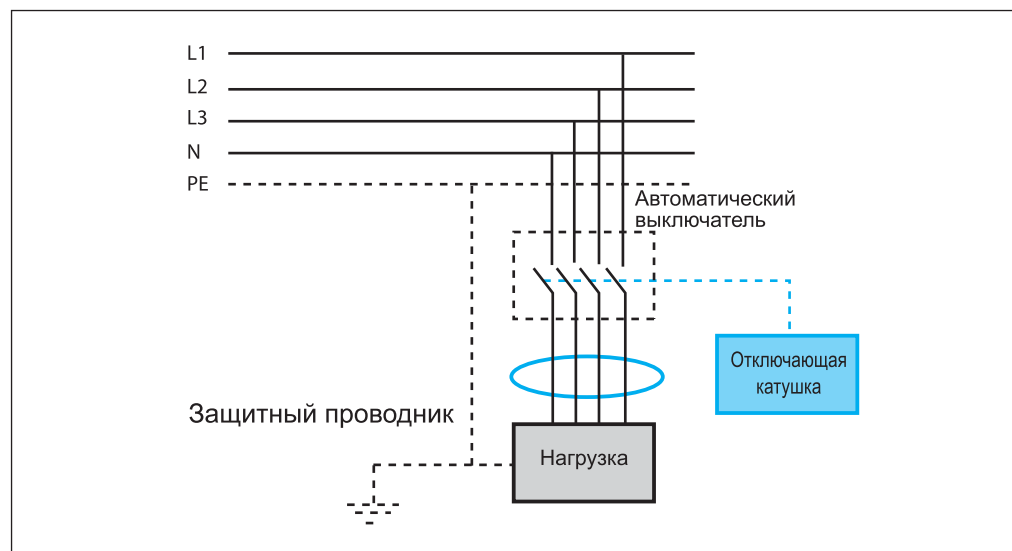 L1
L2
L3
N
PE
Автоматический
выключатель
Отключающая
катушка
Защитный проводник
Нагрузка